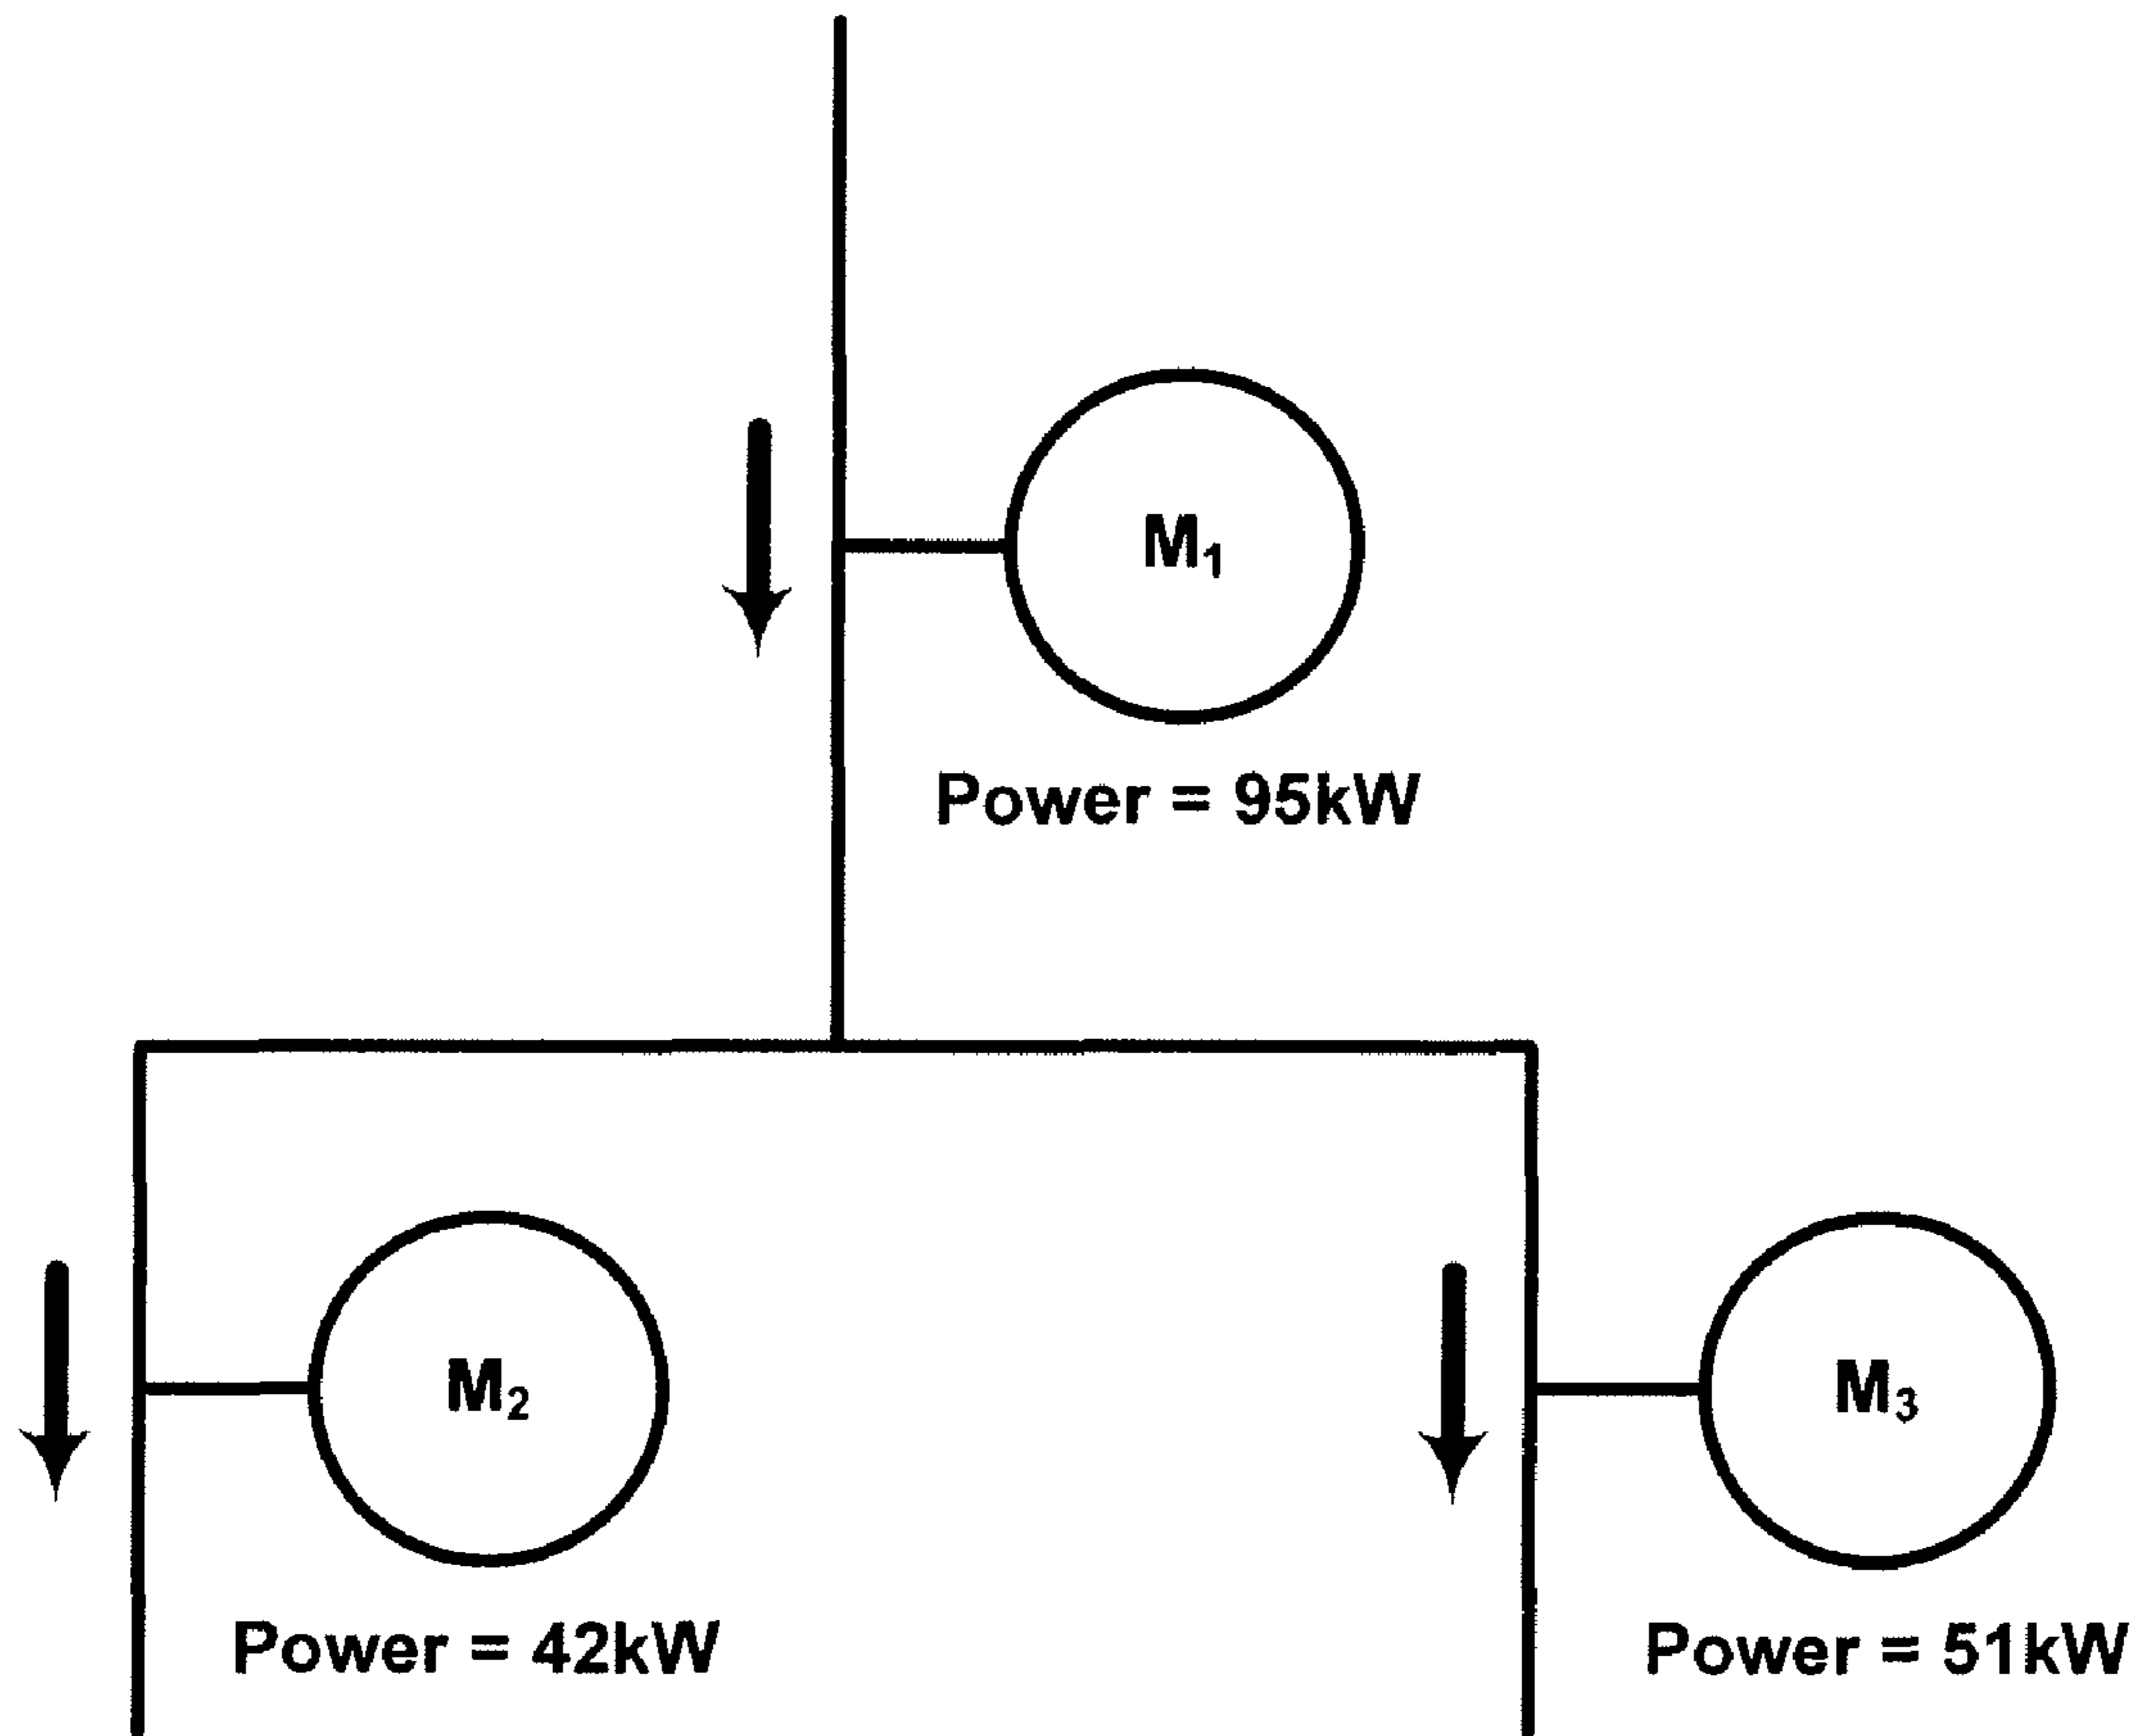 M₁
Power = 95kW
M₂
M₃
Power = 42kW
Power = 51kW